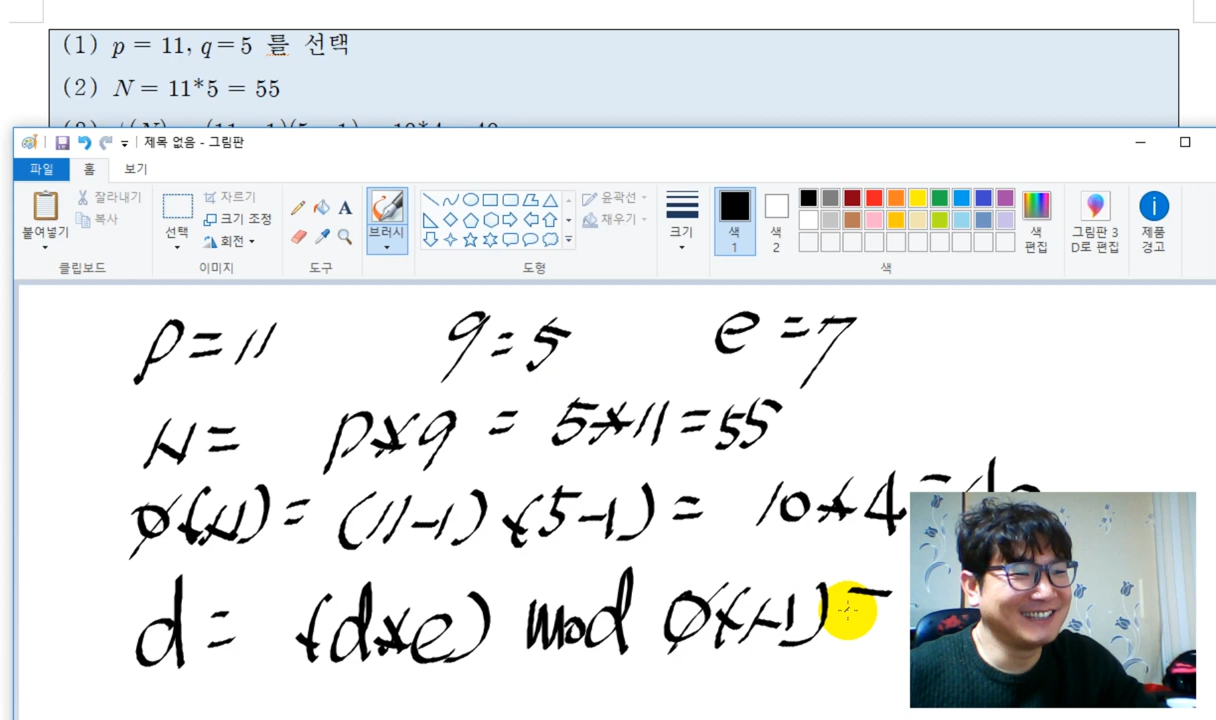 (1) p = 11, q = 5 를 선택
(2) N = 11*5 = 55
제목 없음 - 그림판
파일 홈 보기
붙여넣기
잘라내기
복사
클립보드
선택
자르기
크기 조정
회전
이미지
A
도구
브러시
윤곽선
채우기
도형
크기
색 1
색 2
색 편집
색
그림판 3D로 편집
제품 경고
p = 11 q = 5 e = 7
N = p×q = 5×11 = 55
ø(N) = (11-1)×(5-1) = 10×4 =
d = (d×e) mod ø(N) =